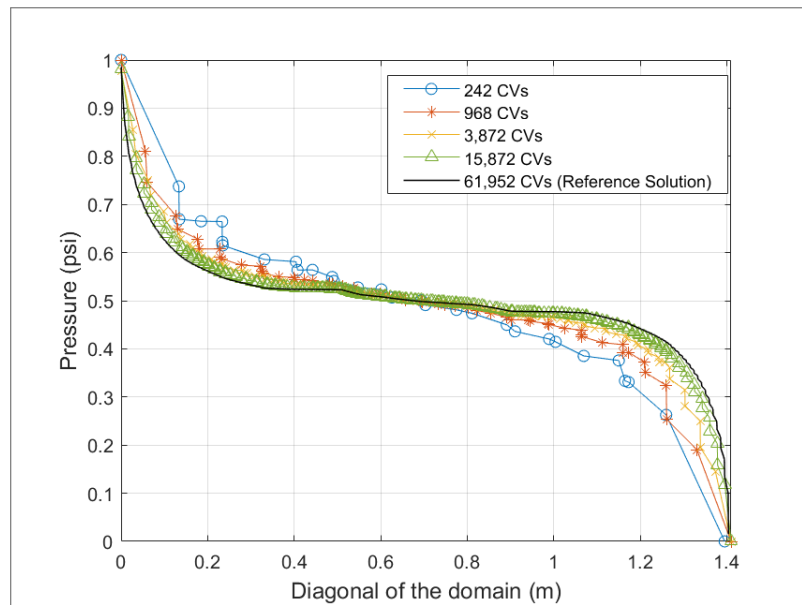 242 CVs
968 CVs
3,872 CVs
15,872 CVs
61,952 CVs (Reference Solution)
Pressure (psi)
1
0.9
0.8
0.7
0.6
0.5
0.4
0.3
0.2
0.1
0
0 0.2 0.4 0.6 0.8 1 1.2 1.4
Diagonal of the domain (m)